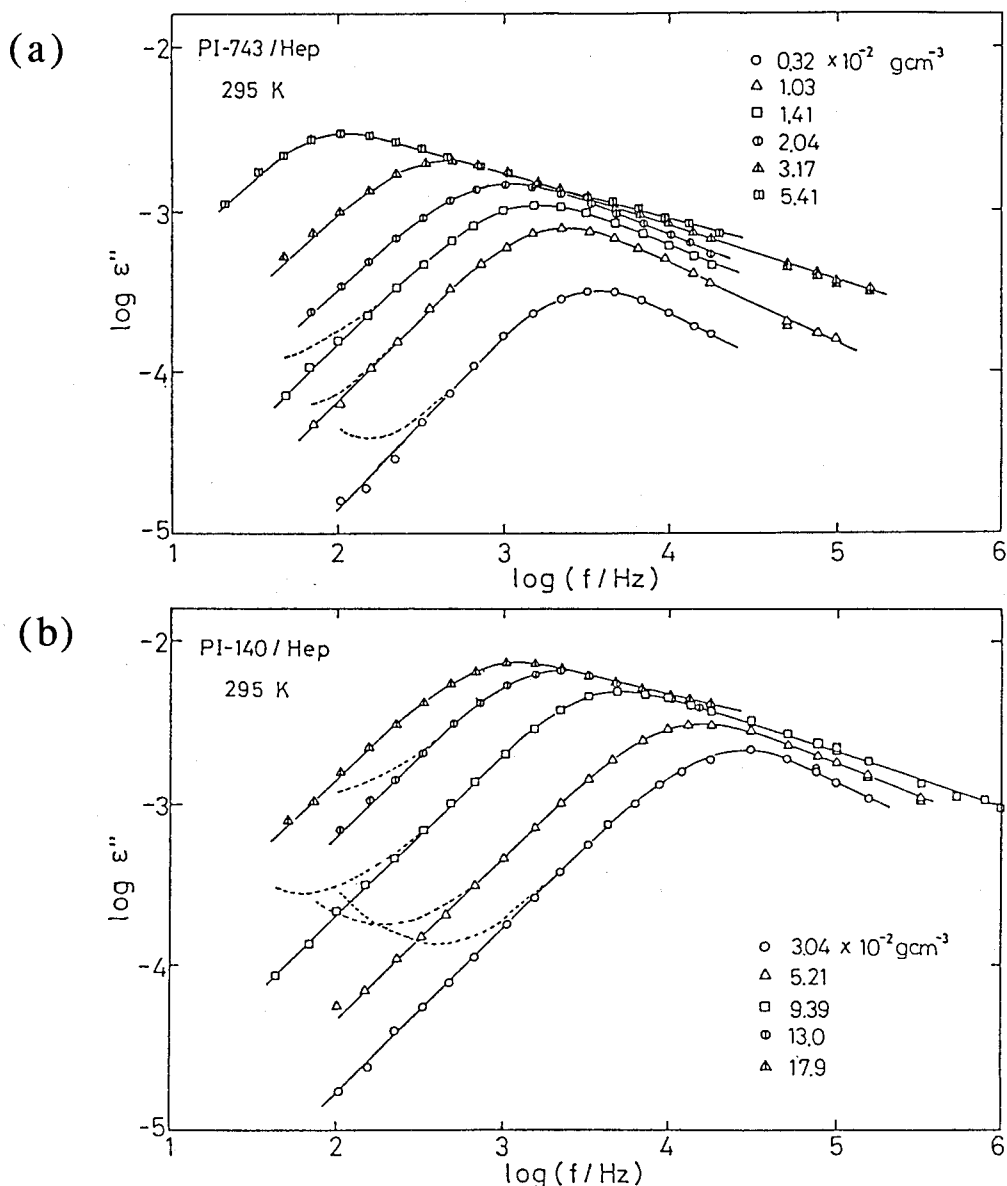 (a)
PI-743/Hep
295 K
0.32 ×10⁻² gcm⁻³
1.03
1.41
2.04
3.17
5.41
-2
-3
-4
-5
log ε"
1 2 3 4 5 6
log (f/Hz)
(b)
PI-140/Hep
295 K
-2
-3
-4
-5
log ε"
3.04 ×10⁻² gcm⁻³
5.21
9.39
13.0
17.9
1 2 3 4 5 6
log (f/Hz)